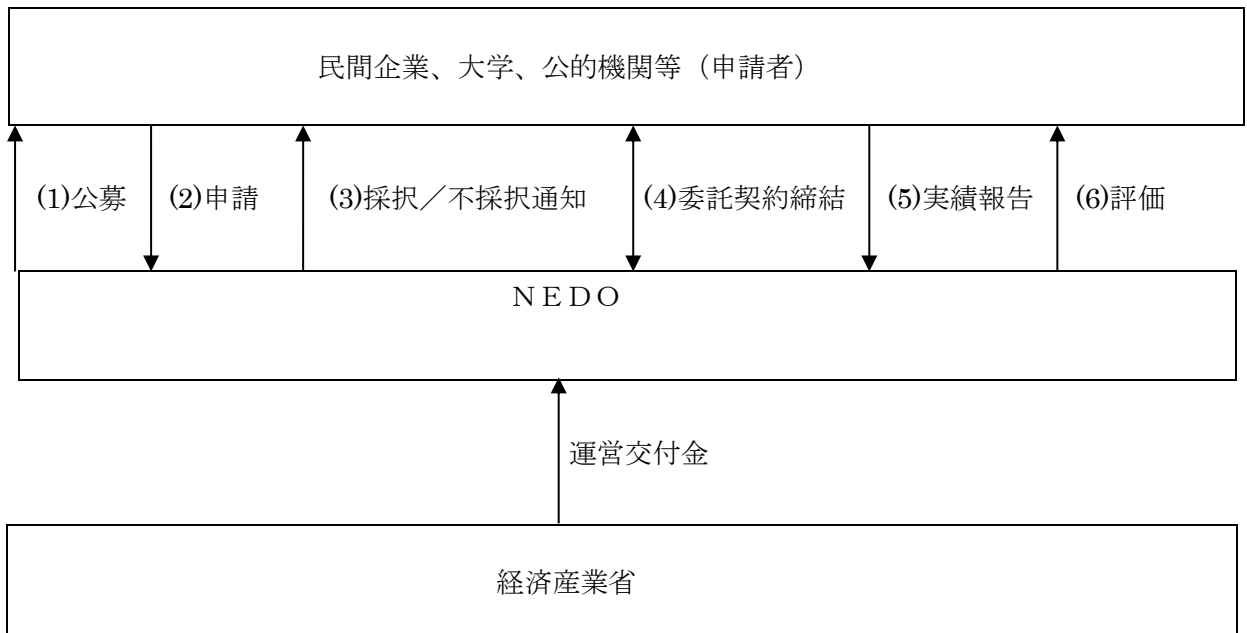 民間企業、大学、公的機関等（申請者）
(1)公募
(2)申請
(3)採択／不採択通知
(4)委託契約締結
(5)実績報告
(6)評価
ＮＥＤＯ
運営交付金
経済産業省